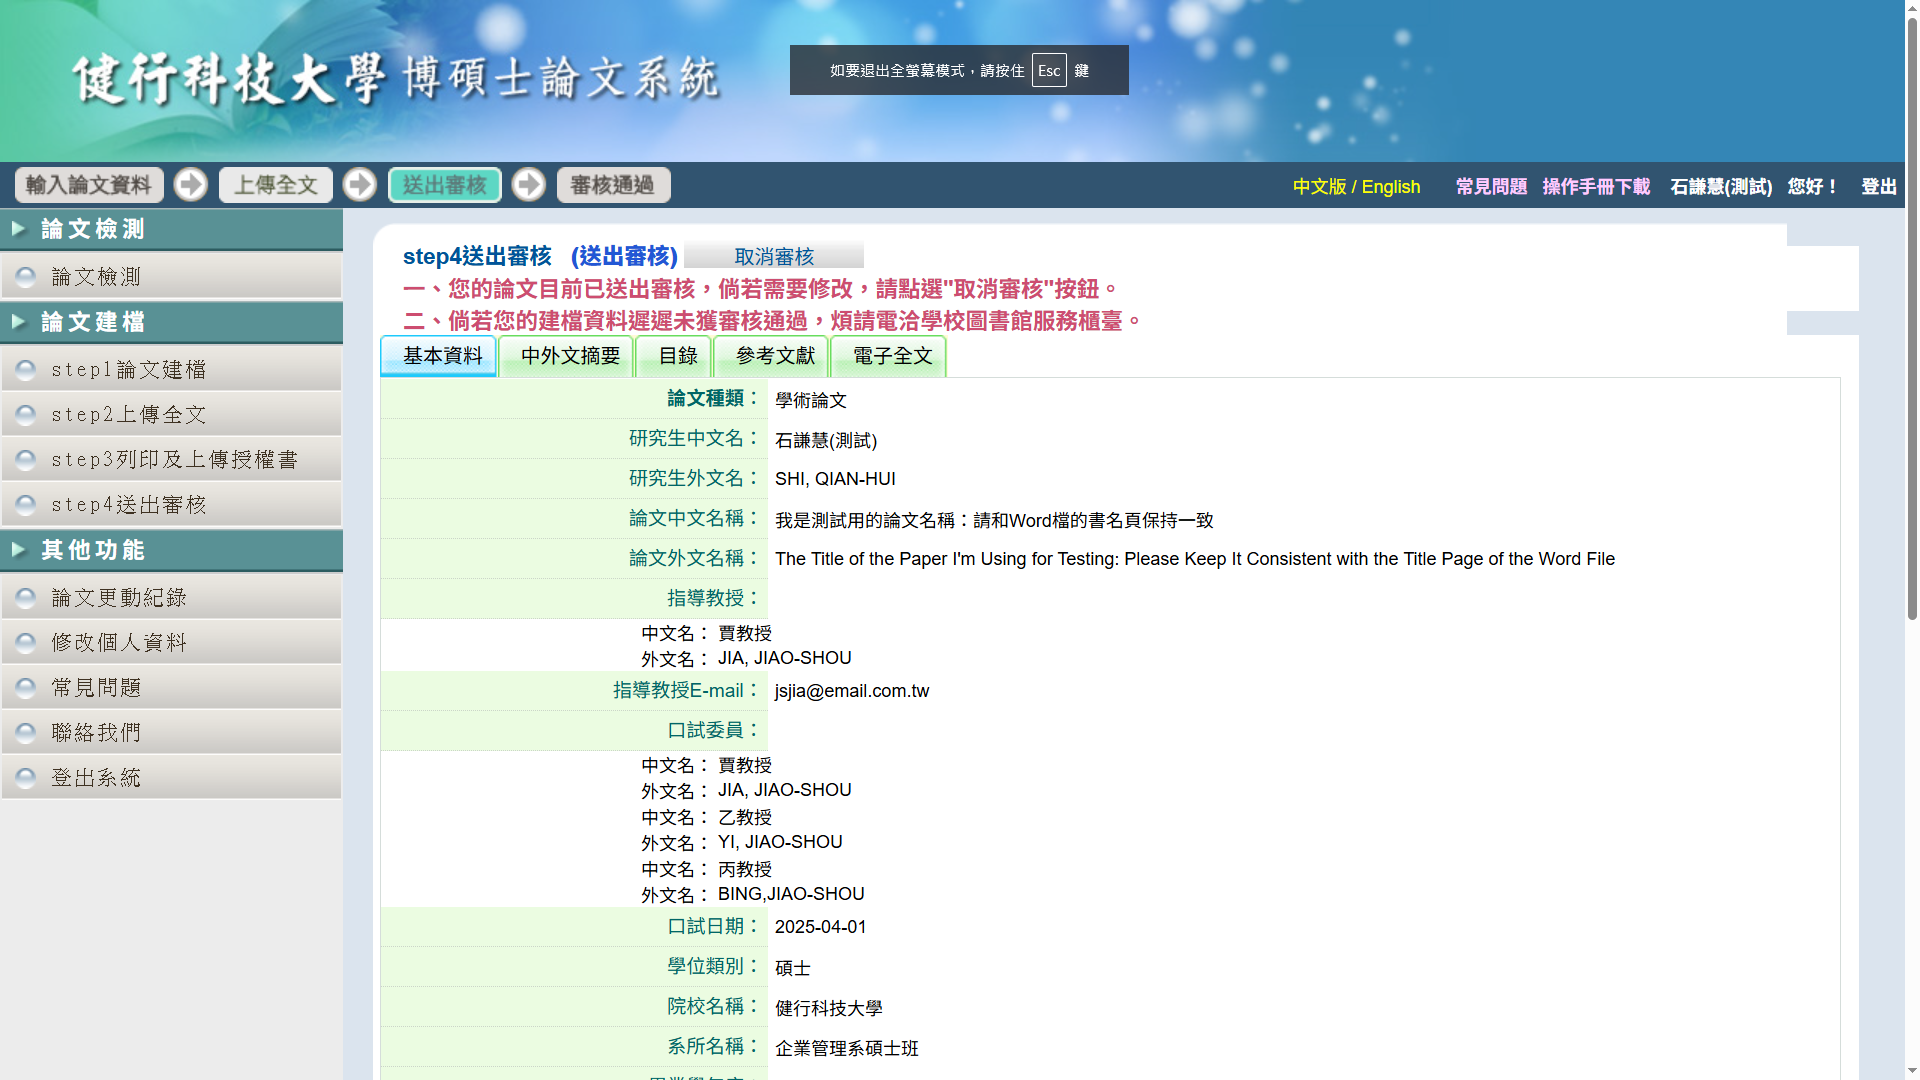 健行科技大學 博碩士論文系統
如要退出全螢幕模式，請按住 Esc 鍵
輸入論文資料 上傳全文 送出審核 審核通過
中文版 / English 常見問題 操作手冊下載 石謙慧(測試) 您好！ 登出
論文檢測
論文檢測
論文建檔
step1論文建檔
step2上傳全文
step3列印及上傳授權書
step4送出審核
其他功能
論文更動紀錄
修改個人資料
常見問題
聯絡我們
登出系統
step4送出審核 (送出審核) 取消審核
一、您的論文目前已送出審核，倘若需要修改，請點選"取消審核"按鈕。
二、倘若您的建檔資料遲遲未獲審核通過，煩請電洽學校圖書館服務櫃臺。
基本資料 中外文摘要 目錄 參考文獻 電子全文
論文種類： 學術論文
研究生中文名： 石謙慧(測試)
研究生外文名： SHI, QIAN-HUI
論文中文名稱： 我是測試用的論文名稱：請和Word檔的書名頁保持一致
論文外文名稱： The Title of the Paper I'm Using for Testing: Please Keep It Consistent with the Title Page of the Word File
指導教授：
中文名： 賈教授
外文名： JIA, JIAO-SHOU
指導教授E-mail： jsjia@email.com.tw
口試委員：
中文名： 賈教授
外文名： JIA, JIAO-SHOU
中文名： 乙教授
外文名： YI, JIAO-SHOU
中文名： 丙教授
外文名： BING,JIAO-SHOU
口試日期： 2025-04-01
學位類別： 碩士
院校名稱： 健行科技大學
系所名稱： 企業管理系碩士班